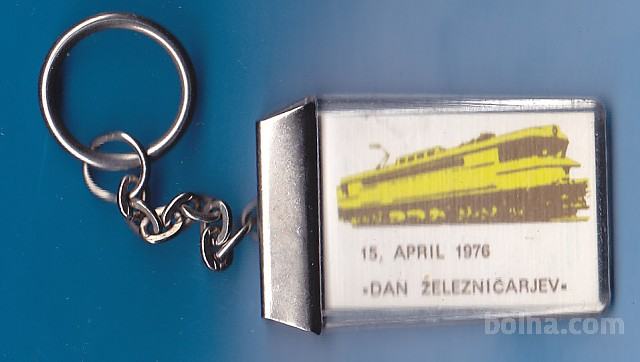 15, APRIL 1976
"DAN ŽELEZNIČARJEV"
bolha.com